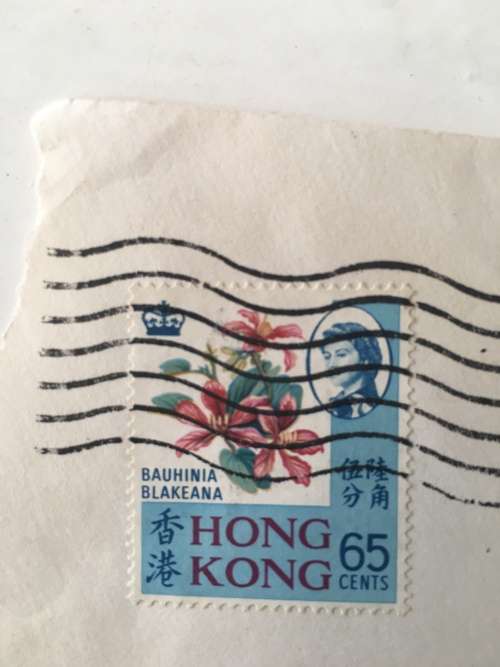 BAUHINIA
BLAKEANA
陸角
伍分
香港
HONG
KONG
65
CENTS